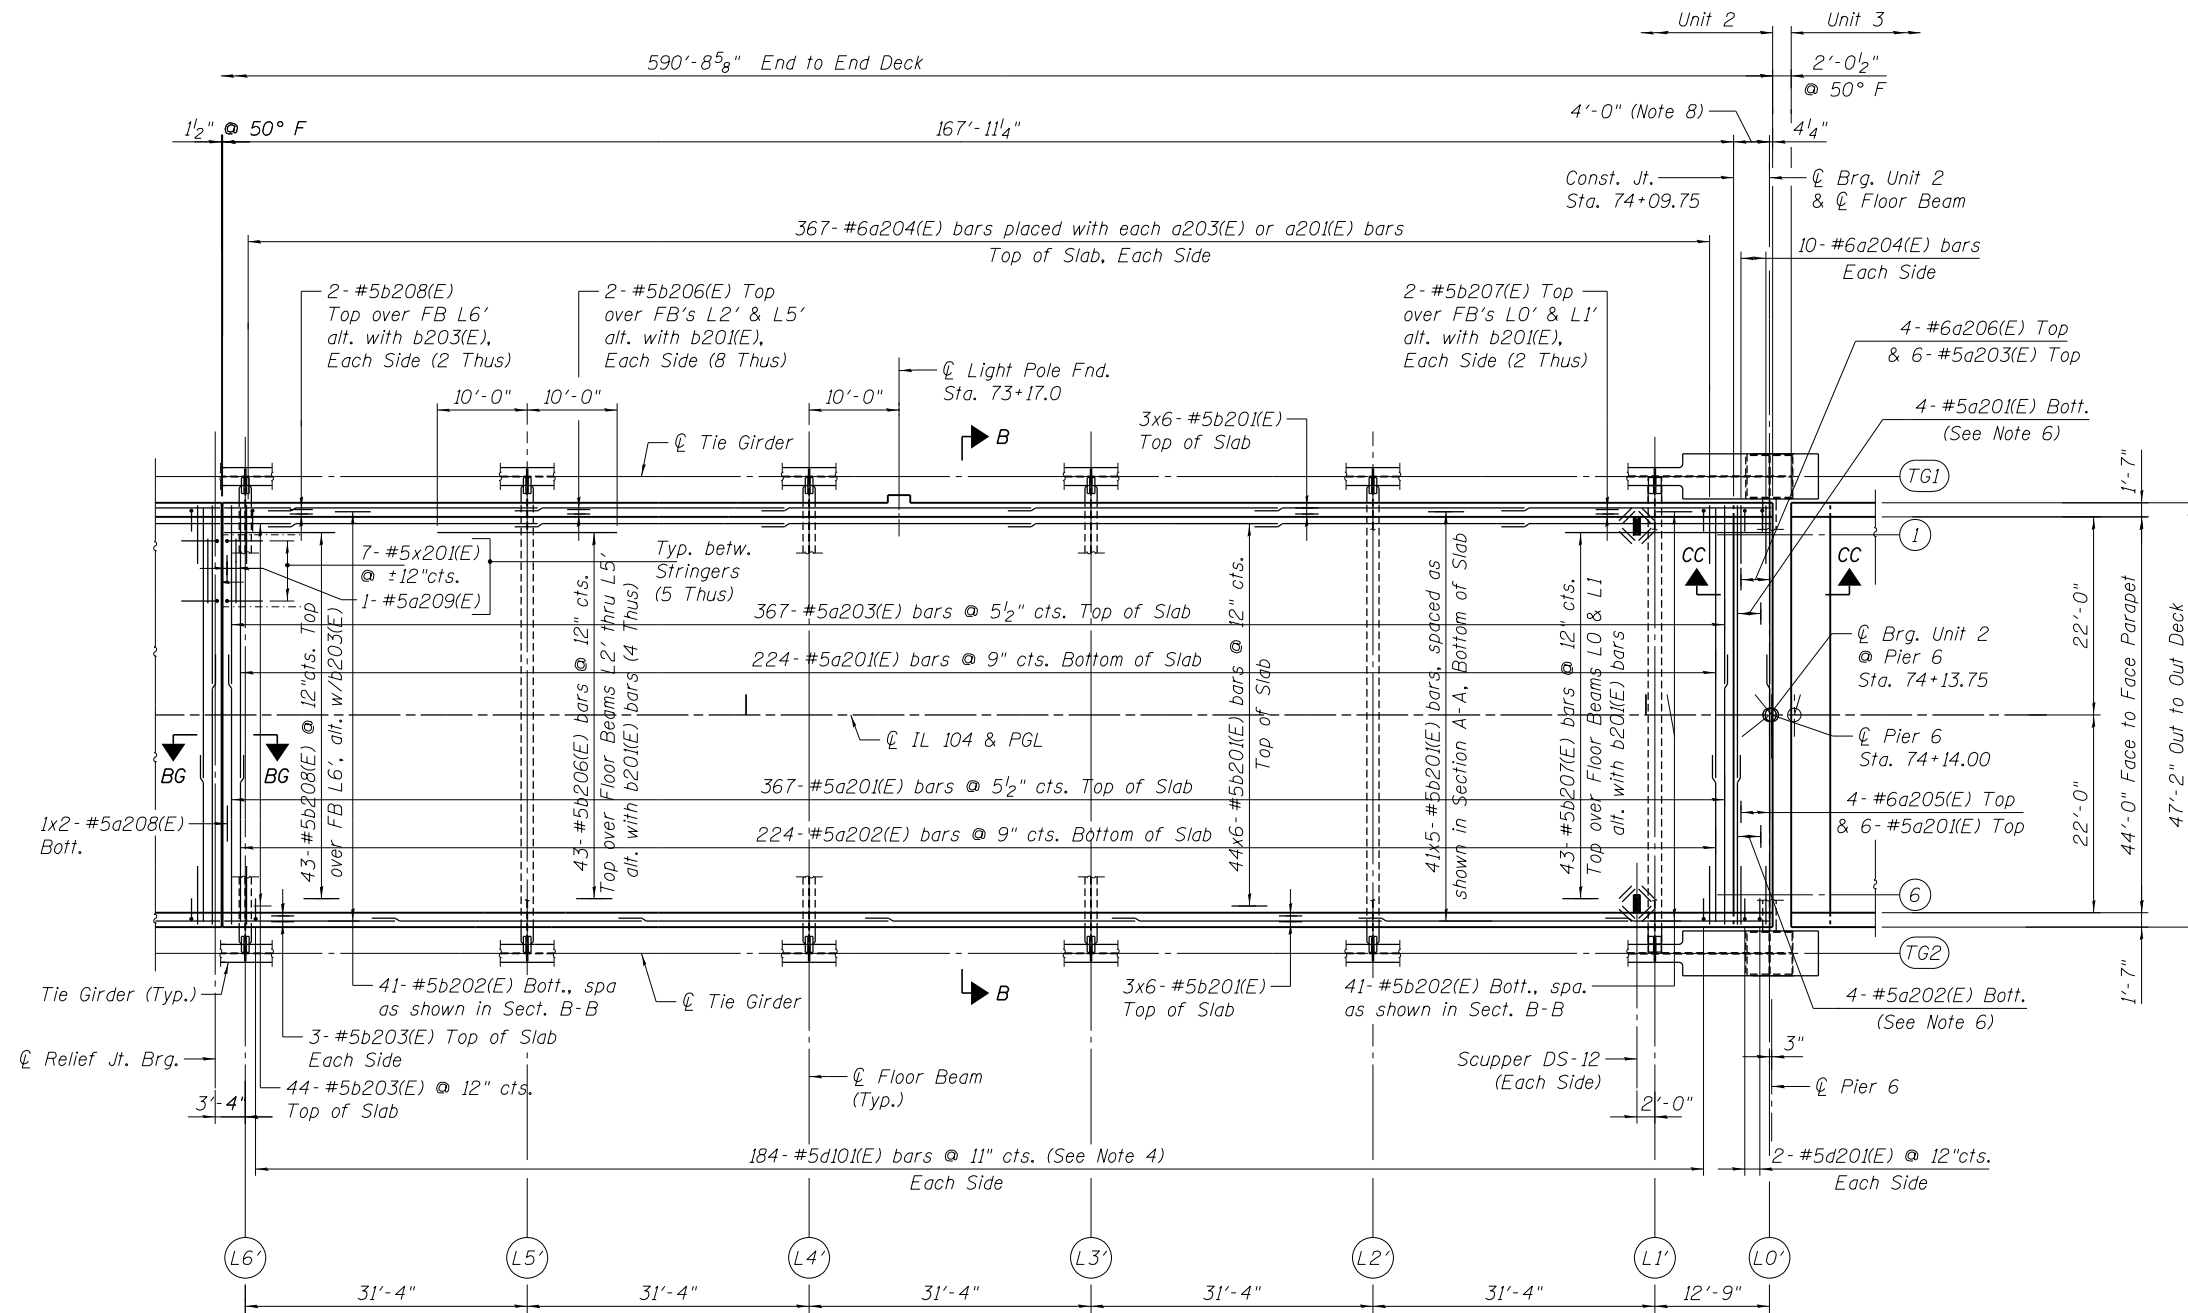 Unit 2
Unit 3
590'-8 5/8" End to End Deck
2'-0 1/2"
@ 50° F
4'-0" (Note 8)
1 1/2" @ 50° F
167'-11 1/4"
4 1/4"
Const. Jt.
Sta. 74+09.75
℄ Brg. Unit 2
& ℄ Floor Beam
367- #6a204(E) bars placed with each a203(E) or a201(E) bars
Top of Slab, Each Side
10- #6a204(E) bars
Each Side
2- #5b208(E)
Top over FB L6'
alt. with b203(E),
Each Side (2 Thus)
2- #5b206(E) Top
over FB's L2' & L5'
alt. with b201(E),
Each Side (8 Thus)
2- #5b207(E) Top
over FB's L0' & L1'
alt. with b201(E),
Each Side (2 Thus)
4- #6a206(E) Top
& 6- #5a203(E) Top
℄ Light Pole Fnd.
Sta. 73+17.0
10'-0"
10'-0"
10'-0"
3x6- #5b201(E)
Top of Slab
4- #5a201(E) Bott.
(See Note 6)
℄ Tie Girder
B
TG1
1'-7"
1
7- #5x201(E)
@ ±12"cts.
1- #5a209(E)
Typ. betw.
Stringers
(5 Thus)
CC
CC
367- #5a203(E) bars @ 5 1/2" cts. Top of Slab
224- #5a201(E) bars @ 9" cts. Bottom of Slab
43- #5b208(E) @ 12"cts. Top
over FB L6', alt. w/b203(E)
43- #5b206(E) bars @ 12" cts.
Top over Floor Beams L2' thru L5'
alt. with b201(E) bars (4 Thus)
44x6- #5b201(E) bars @ 12" cts.
Top of Slab
41x5- #5b201(E) bars, spaced as
shown in Section A-A, Bottom of Slab
43- #5b207(E) bars @ 12" cts.
Top over Floor Beams L0 & L1
alt. with b201(E) bars
22'-0"
22'-0"
44'-0" Face to Face Parapet
47'-2" Out to Out Deck
℄ Brg. Unit 2
@ Pier 6
Sta. 74+13.75
℄ IL 104 & PGL
℄ Pier 6
Sta. 74+14.00
BG
BG
367- #5a201(E) bars @ 5 1/2" cts. Top of Slab
224- #5a202(E) bars @ 9" cts. Bottom of Slab
1x2- #5a208(E)
Bott.
4- #6a205(E) Top
& 6- #5a201(E) Top
6
TG2
1'-7"
Tie Girder (Typ.)
41- #5b202(E) Bott., spa
as shown in Sect. B-B
℄ Tie Girder
B
3x6- #5b201(E)
Top of Slab
41- #5b202(E) Bott., spa.
as shown in Sect. B-B
4- #5a202(E) Bott.
(See Note 6)
3- #5b203(E) Top of Slab
Each Side
℄ Relief Jt. Brg.
44- #5b203(E) @ 12" cts.
Top of Slab
3'-4"
℄ Floor Beam
(Typ.)
Scupper DS-12
(Each Side)
2'-0"
3"
℄ Pier 6
184- #5d101(E) bars @ 11" cts. (See Note 4)
Each Side
2- #5d201(E) @ 12"cts.
Each Side
L6'
L5'
L4'
L3'
L2'
L1'
L0'
31'-4"
31'-4"
31'-4"
31'-4"
31'-4"
12'-9"